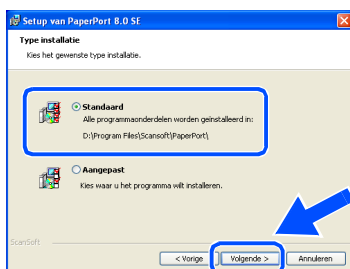 Setup van PaperPort 8.0 SE
Type installatie
Kies het gewenste type installatie.
Standaard
Alle programmaonderdelen worden geïnstalleerd in:
D:\Program Files\Scansoft\PaperPort\
Aangepast
Kies waar u het programma wilt installeren.
ScanSoft
< Vorige Volgende > Annuleren